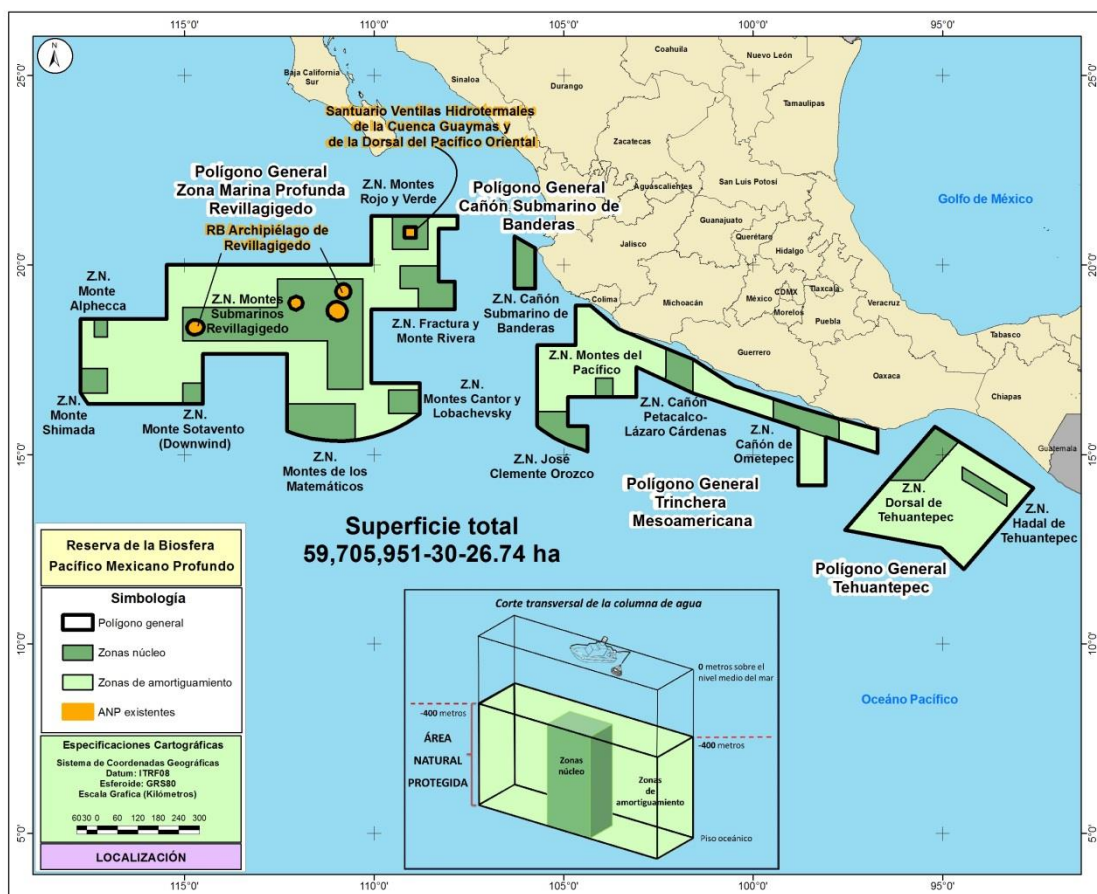 115°0'
110°0'
105°0'
100°0'
95°0'
N
25°0'
20°0'
15°0'
10°0'
5°0'
25°0'
20°0'
15°0'
10°0'
5°0'
Baja California
Sur
Sinaloa
Durango
Coahuila
Nuevo León
Tamaulipas
Zacatecas
San Luis Potosí
Aguascalientes
Guanajuato
Querétaro
Hidalgo
Jalisco
Colima
Michoacán
México
CDMX
Morelos
Tlaxcala
Puebla
Veracruz
Guerrero
Oaxaca
Tabasco
Chiapas
Guatemala
Golfo de México
Océano Pacífico
Santuario Ventilas Hidrotermales
de la Cuenca Guaymas y
de la Dorsal del Pacífico Oriental
Polígono General
Zona Marina Profunda
Revillagigedo
RB Archipiélago de
Revillagigedo
Z.N. Montes
Rojo y Verde
Polígono General
Cañón Submarino de
Banderas
Z.N.
Monte
Alphecca
Z.N. Montes
Submarinos
Revillagigedo
Z.N. Fractura y
Monte Rivera
Z.N. Cañón
Submarino de
Banderas
Z.N.
Monte
Shimada
Z.N.
Monte Sotavento
(Downwind)
Z.N.
Montes de los
Matemáticos
Z.N.
Montes Cantor y
Lobachevsky
Z.N. Montes del
Pacífico
Z.N. José
Clemente Orozco
Z.N. Cañón
Petacalco-
Lázaro Cárdenas
Z.N.
Cañón de
Ometepec
Polígono General
Trinchera
Mesoamericana
Z.N.
Dorsal de
Tehuantepec
Z.N.
Hadal de
Tehuantepec
Polígono General
Tehuantepec
Superficie total
59,705,951-30-26.74 ha
Reserva de la Biosfera
Pacífico Mexicano Profundo
Simbología
Polígono general
Zonas núcleo
Zonas de amortiguamiento
ANP existentes
Especificaciones Cartográficas
Sistema de Coordenadas Geográficas
Datum: ITRF08
Esferoide: GRS80
Escala Grafica (Kilómetros)
6030 0 60 120 180 240 300
LOCALIZACIÓN
Corte transversal de la columna de agua
0 metros sobre el
nivel medio del mar
-400 metros
-400 metros
ÁREA
NATURAL
PROTEGIDA
Zonas
núcleo
Zonas
de
amortiguamiento
Piso oceánico
115°0'
110°0'
105°0'
100°0'
95°0'